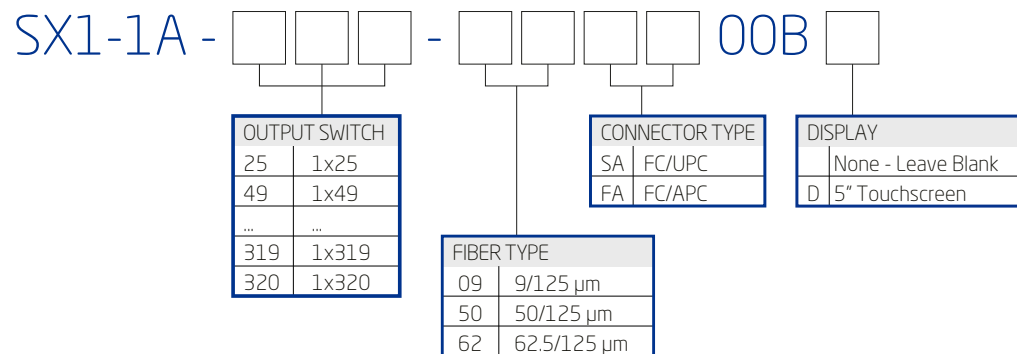 SX1-1A - - 00B
OUTPUT SWITCH
25 1x25
49 1x49
... ...
319 1x319
320 1x320
FIBER TYPE
09 9/125 µm
50 50/125 µm
62 62.5/125 µm
CONNECTOR TYPE
SA FC/UPC
FA FC/APC
DISPLAY
None - Leave Blank
D 5” Touchscreen